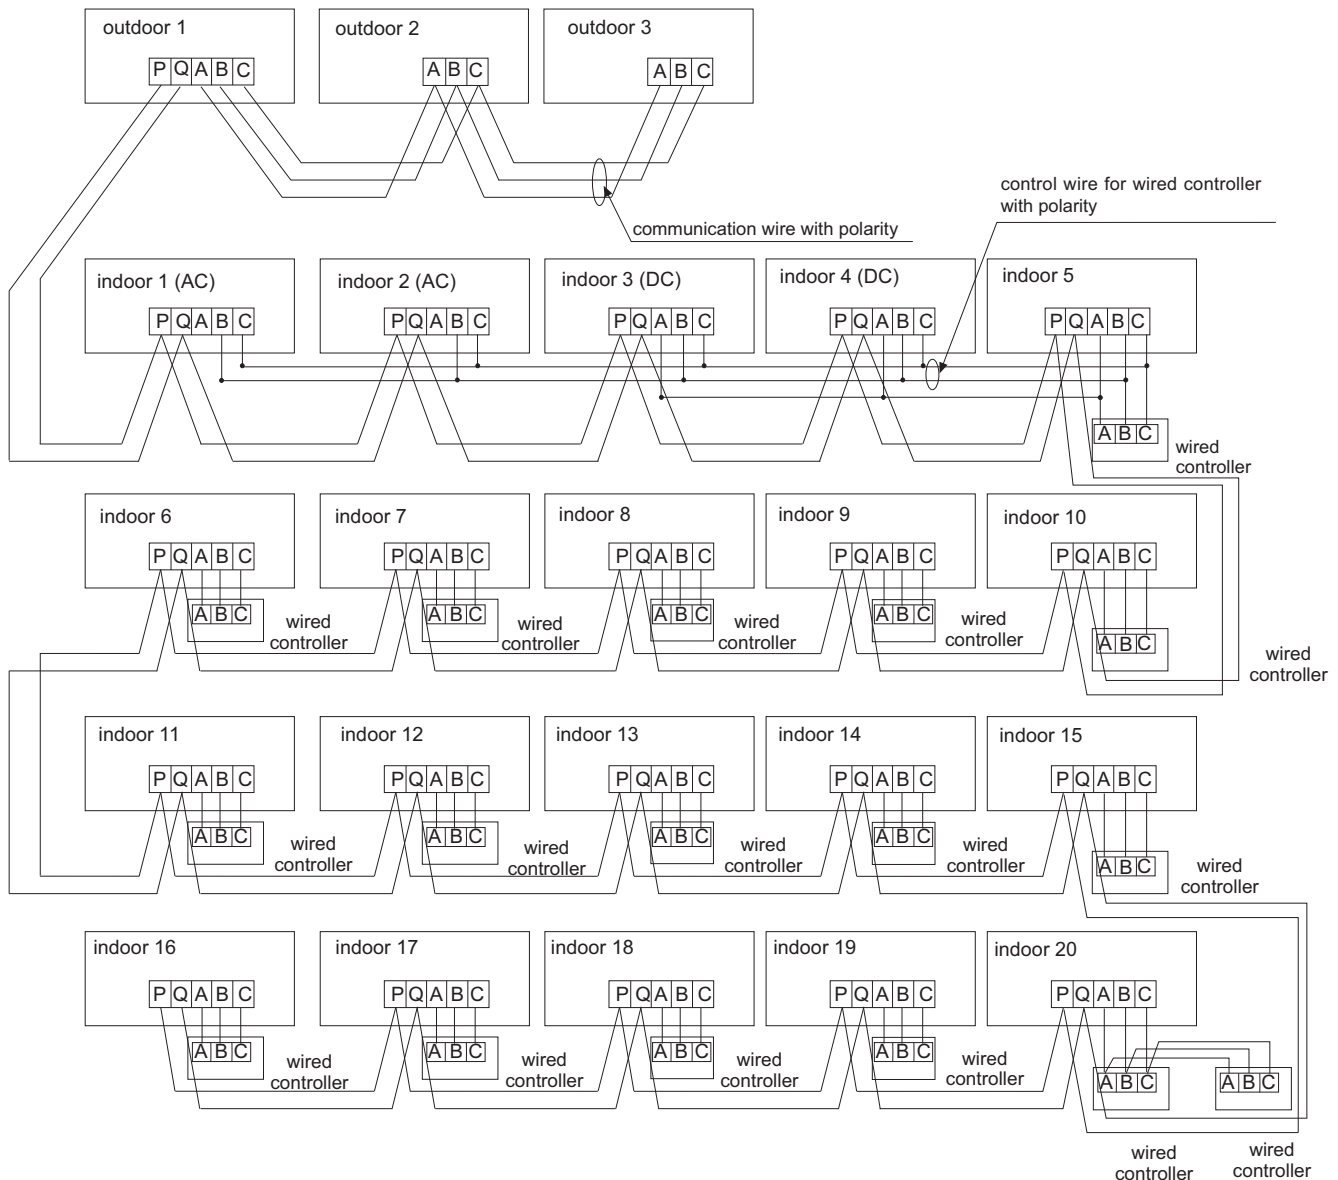 outdoor 1
outdoor 2
outdoor 3
P Q A B C
A B C
A B C
control wire for wired controller
with polarity
communication wire with polarity
indoor 1 (AC)
indoor 2 (AC)
indoor 3 (DC)
indoor 4 (DC)
indoor 5
P Q A B C
P Q A B C
P Q A B C
P Q A B C
P Q A B C
A B C
wired
controller
indoor 6
indoor 7
indoor 8
indoor 9
indoor 10
P Q A B C
P Q A B C
P Q A B C
P Q A B C
P Q A B C
A B C
wired
controller
A B C
wired
controller
A B C
wired
controller
A B C
wired
controller
A B C
wired
controller
indoor 11
indoor 12
indoor 13
indoor 14
indoor 15
P Q A B C
P Q A B C
P Q A B C
P Q A B C
P Q A B C
A B C
wired
controller
A B C
wired
controller
A B C
wired
controller
A B C
wired
controller
A B C
wired
controller
indoor 16
indoor 17
indoor 18
indoor 19
indoor 20
P Q A B C
P Q A B C
P Q A B C
P Q A B C
P Q A B C
A B C
wired
controller
A B C
wired
controller
A B C
wired
controller
A B C
wired
controller
A B C
A B C
wired
controller
wired
controller